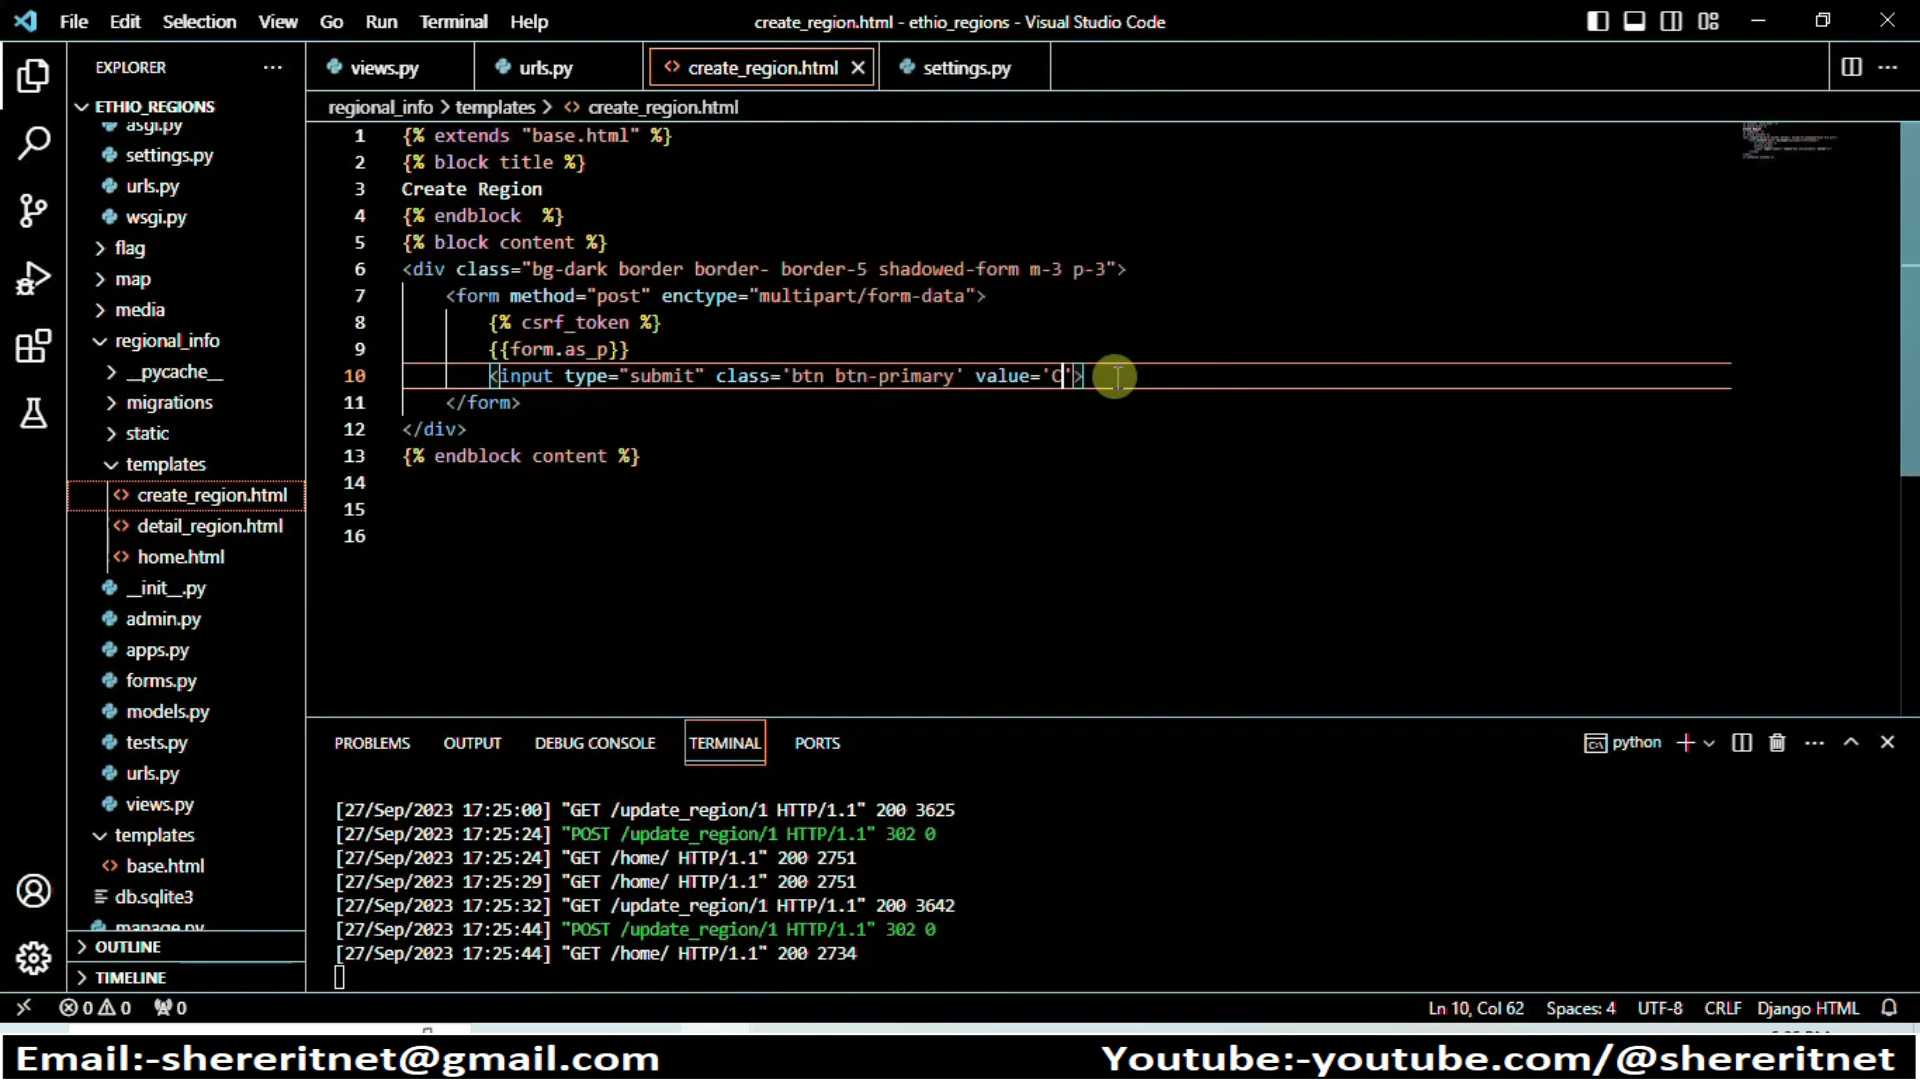 File Edit Selection View Go Run Terminal Help
create_region.html - ethio_regions - Visual Studio Code
EXPLORER
ETHIO_REGIONS
asgi.py
settings.py
urls.py
wsgi.py
flag
map
media
regional_info
__pycache__
migrations
static
templates
create_region.html
detail_region.html
home.html
__init__.py
admin.py
apps.py
forms.py
models.py
tests.py
urls.py
views.py
templates
base.html
db.sqlite3
manage.py
OUTLINE
TIMELINE
views.py urls.py create_region.html settings.py
regional_info > templates > create_region.html
1 {% extends "base.html" %}
2 {% block title %}
3 Create Region
4 {% endblock  %}
5 {% block content %}
6 <div class="bg-dark border border- border-5 shadowed-form m-3 p-3">
7 <form method="post" enctype="multipart/form-data">
8 {% csrf_token %}
9 {{form.as_p}}
10 <input type="submit" class='btn btn-primary' value='C'>
11 </form>
12 </div>
13 {% endblock content %}
14
15
16
PROBLEMS OUTPUT DEBUG CONSOLE TERMINAL PORTS
python
[27/Sep/2023 17:25:00] "GET /update_region/1 HTTP/1.1" 200 3625
[27/Sep/2023 17:25:24] "POST /update_region/1 HTTP/1.1" 302 0
[27/Sep/2023 17:25:24] "GET /home/ HTTP/1.1" 200 2751
[27/Sep/2023 17:25:29] "GET /home/ HTTP/1.1" 200 2751
[27/Sep/2023 17:25:32] "GET /update_region/1 HTTP/1.1" 200 3642
[27/Sep/2023 17:25:44] "POST /update_region/1 HTTP/1.1" 302 0
[27/Sep/2023 17:25:44] "GET /home/ HTTP/1.1" 200 2734
0 0 0
Ln 10, Col 62 Spaces: 4 UTF-8 CRLF Django HTML
Email:-shereritnet@gmail.com
Youtube:-youtube.com/@shereritnet